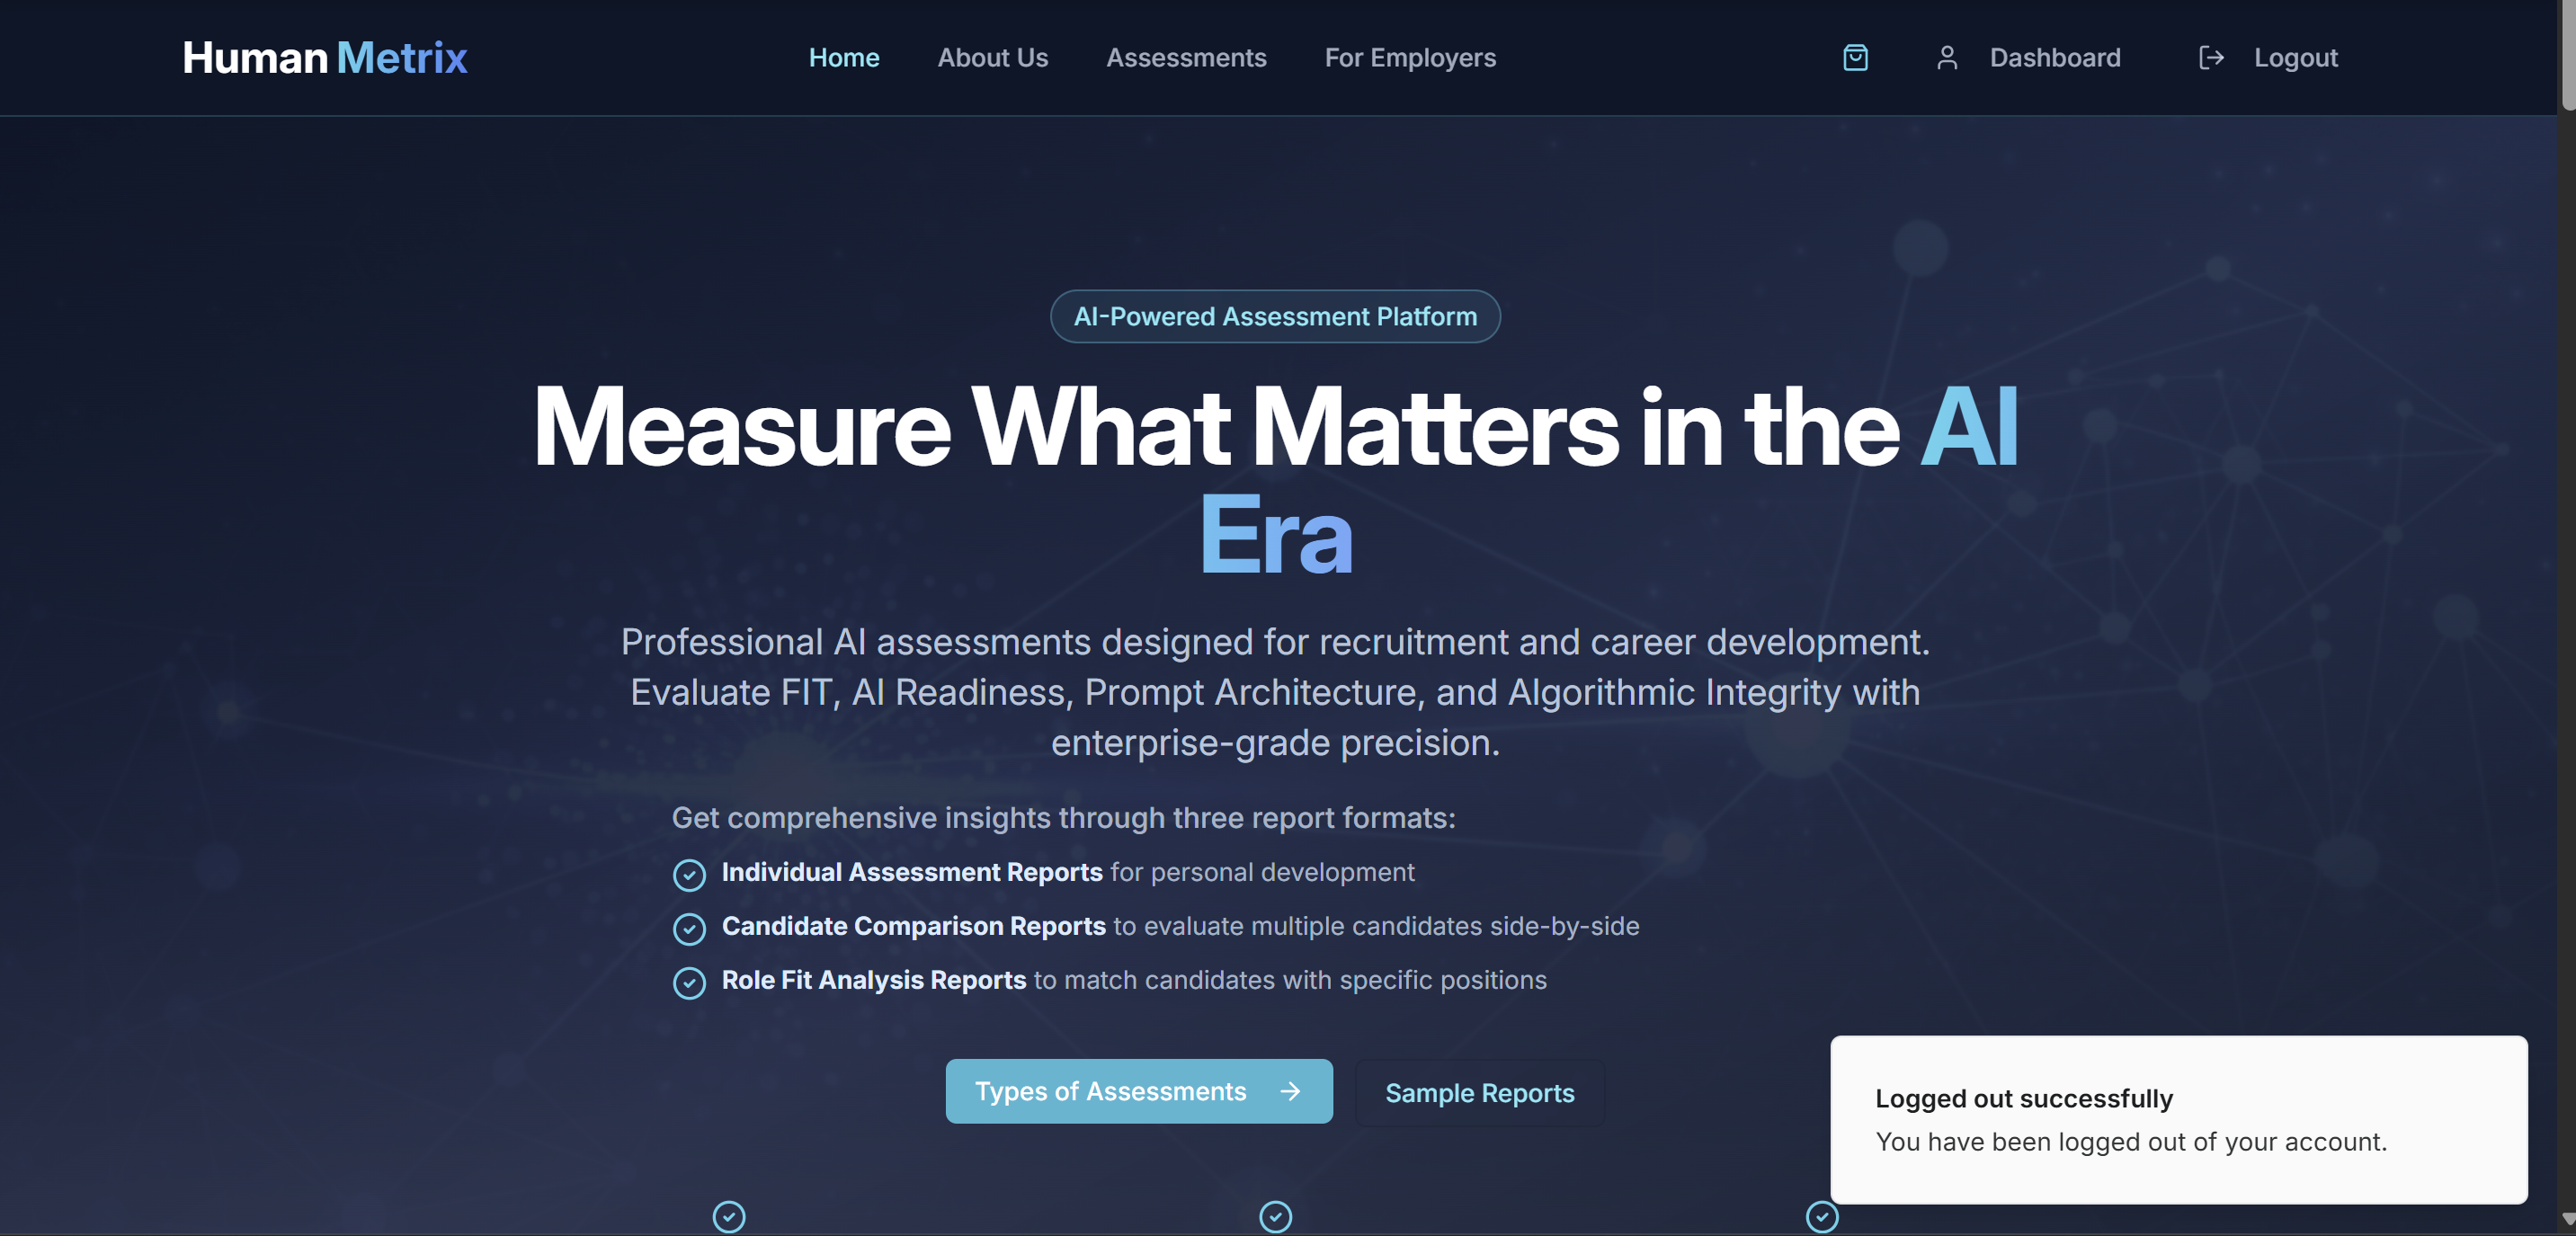 Human Metrix
Home
About Us
Assessments
For Employers
Dashboard
Logout
AI-Powered Assessment Platform
Measure What Matters in the AI
Era
Professional AI assessments designed for recruitment and career development.
Evaluate FIT, AI Readiness, Prompt Architecture, and Algorithmic Integrity with
enterprise-grade precision.
Get comprehensive insights through three report formats:
Individual Assessment Reports for personal development
Candidate Comparison Reports to evaluate multiple candidates side-by-side
Role Fit Analysis Reports to match candidates with specific positions
Types of Assessments
Sample Reports
Logged out successfully
You have been logged out of your account.